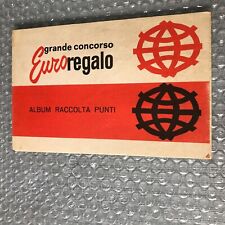 grande concorso
Euroregalo
ALBUM RACCOLTA PUNTI